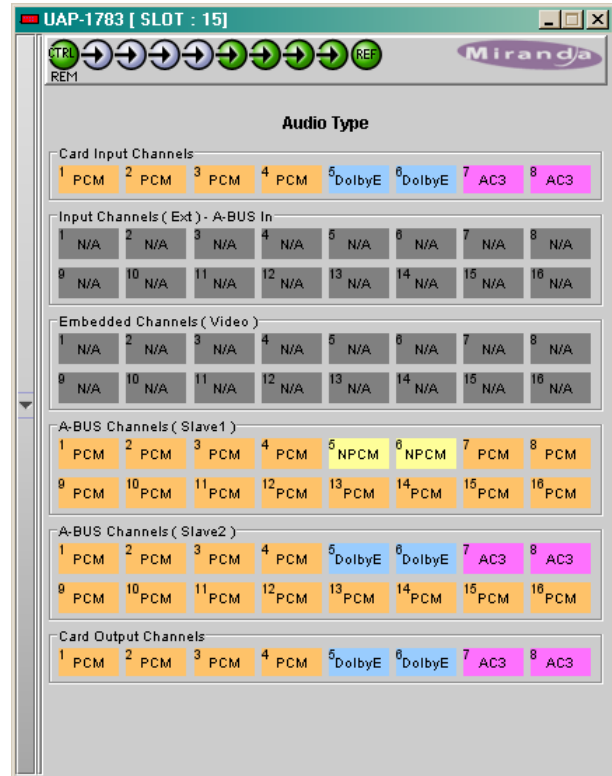 UAP-1783 [ SLOT : 15]
CTRL REF Miranda
REM
Audio Type
Card Input Channels
1 PCM 2 PCM 3 PCM 4 PCM 5 DolbyE 6 DolbyE 7 AC3 8 AC3
Input Channels ( Ext ) - A-BUS In
1 N/A 2 N/A 3 N/A 4 N/A 5 N/A 6 N/A 7 N/A 8 N/A
9 N/A 10 N/A 11 N/A 12 N/A 13 N/A 14 N/A 15 N/A 16 N/A
Embedded Channels ( Video )
1 N/A 2 N/A 3 N/A 4 N/A 5 N/A 6 N/A 7 N/A 8 N/A
9 N/A 10 N/A 11 N/A 12 N/A 13 N/A 14 N/A 15 N/A 16 N/A
A-BUS Channels ( Slave1 )
1 PCM 2 PCM 3 PCM 4 PCM 5 NPCM 6 NPCM 7 PCM 8 PCM
9 PCM 10 PCM 11 PCM 12 PCM 13 PCM 14 PCM 15 PCM 16 PCM
A-BUS Channels ( Slave2 )
1 PCM 2 PCM 3 PCM 4 PCM 5 DolbyE 6 DolbyE 7 AC3 8 AC3
9 PCM 10 PCM 11 PCM 12 PCM 13 PCM 14 PCM 15 PCM 16 PCM
Card Output Channels
1 PCM 2 PCM 3 PCM 4 PCM 5 DolbyE 6 DolbyE 7 AC3 8 AC3